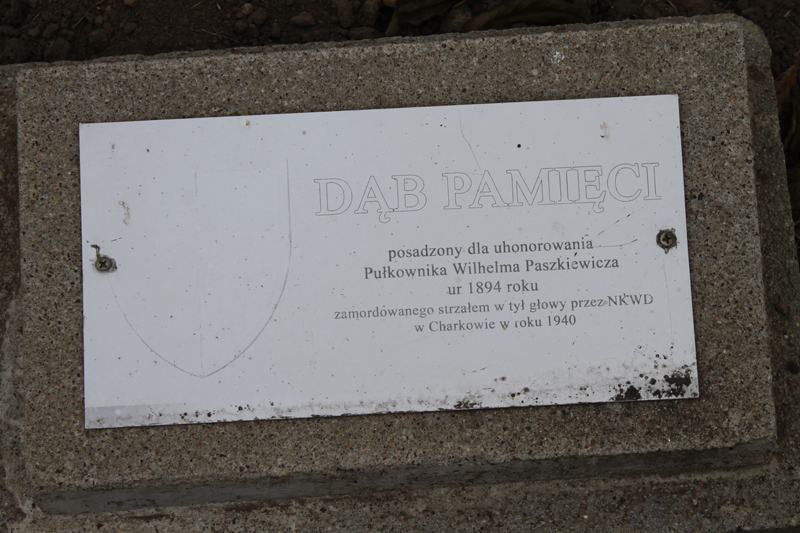 DĄB PAMIĘCI
posadzony dla uhonorowania
Pułkownika Wilhelma Paszkiewicza
ur 1894 roku
zamordowanego strzałem w tył głowy przez NKWD
w Charkowie w roku 1940